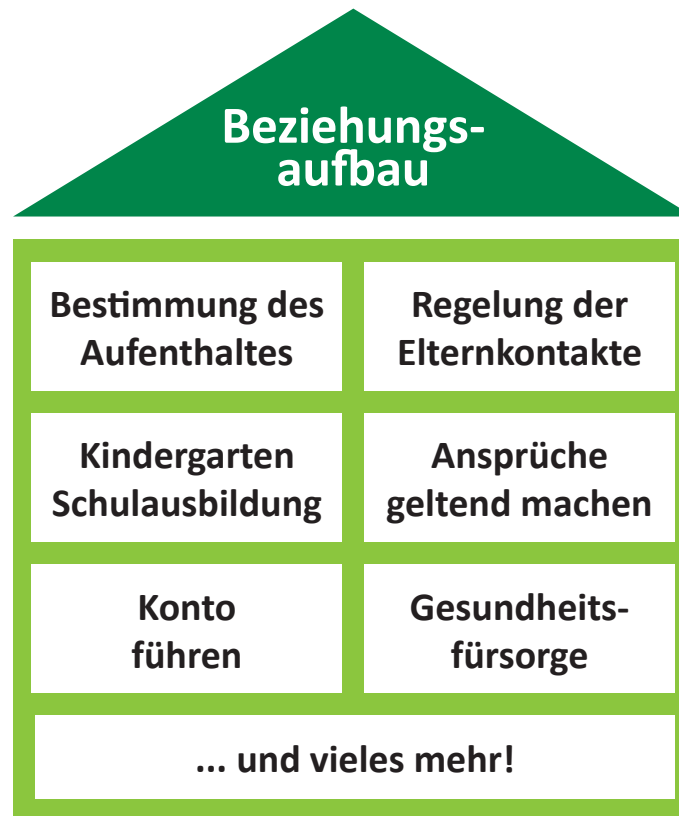 Beziehungs-
aufbau
Bestimmung des
Aufenthaltes
Regelung der
Elternkontakte
Kindergarten
Schulausbildung
Ansprüche
geltend machen
Konto
führen
Gesundheits-
fürsorge
... und vieles mehr!